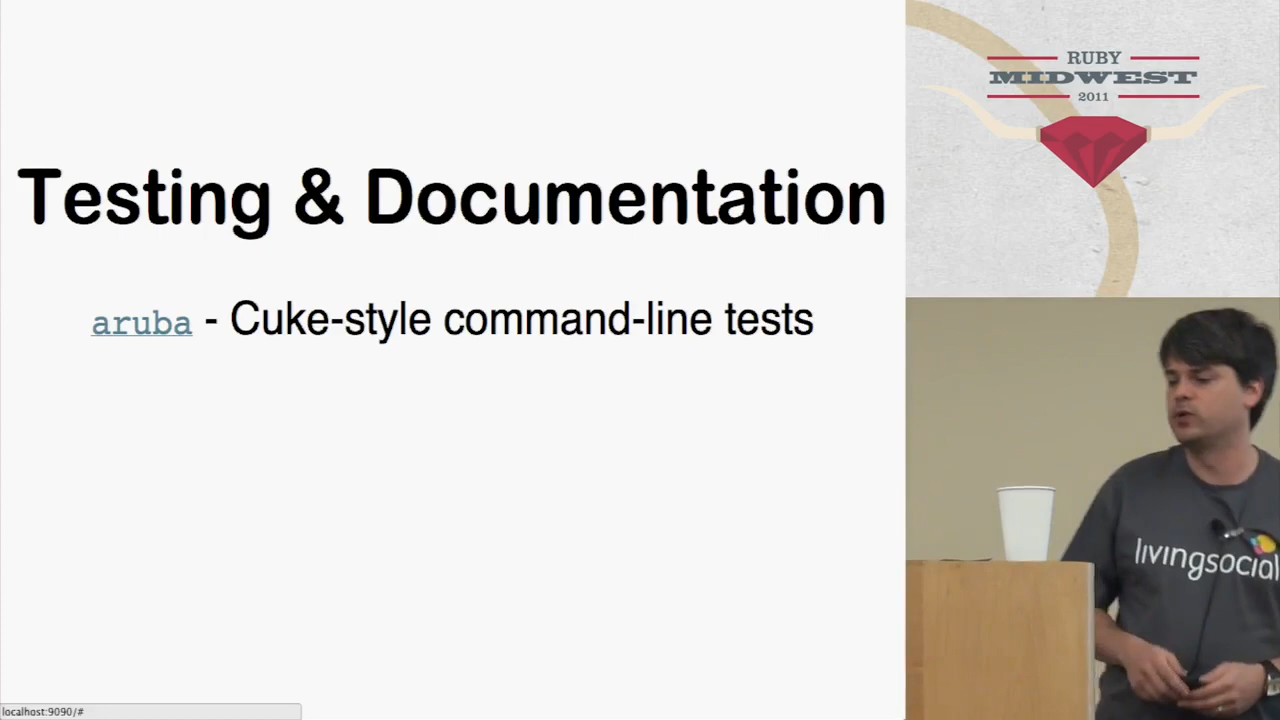 Testing & Documentation
aruba - Cuke-style command-line tests
localhost:9090/#
RUBY
MIDWEST
2011
livingsocial